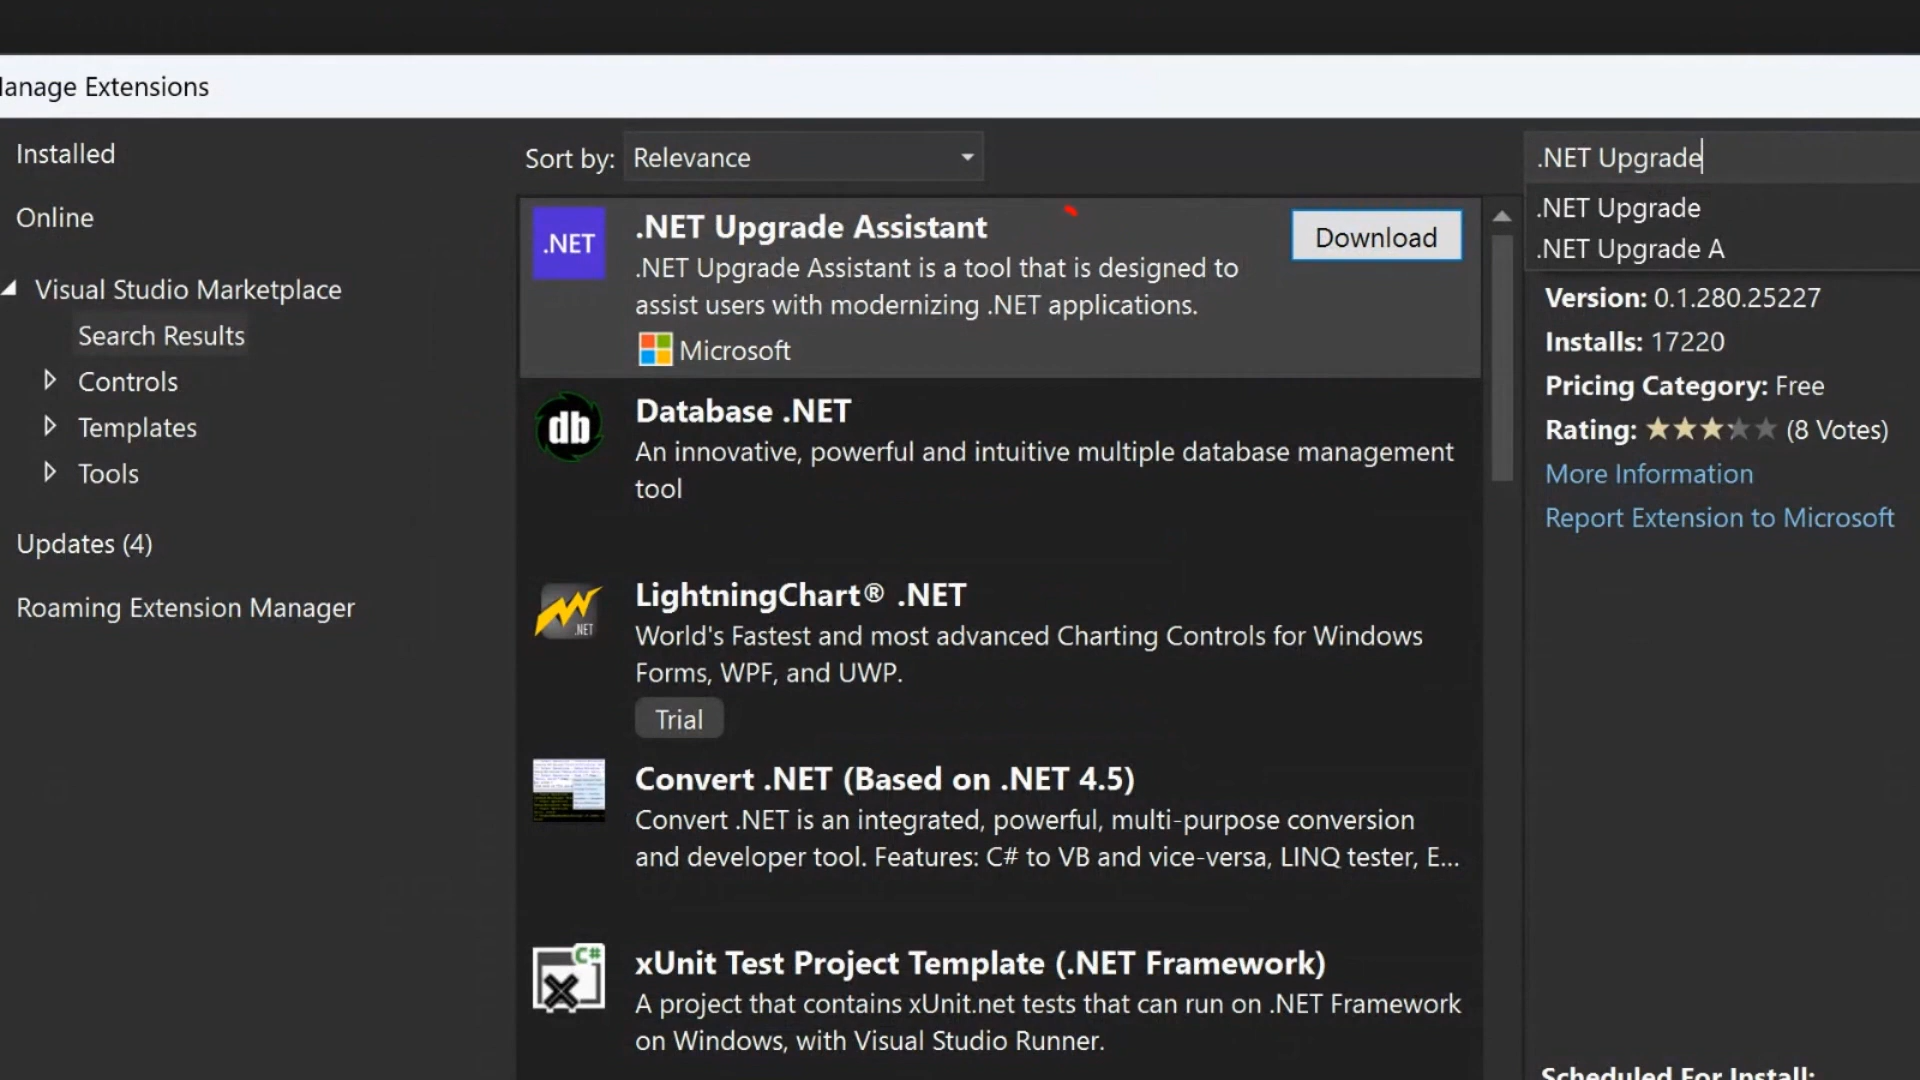 anage Extensions
Installed
Online
Visual Studio Marketplace
Search Results
Controls
Templates
Tools
Updates (4)
Roaming Extension Manager
Sort by: Relevance
.NET
.NET Upgrade Assistant
Download
.NET Upgrade Assistant is a tool that is designed to
assist users with modernizing .NET applications.
Microsoft
db
Database .NET
An innovative, powerful and intuitive multiple database management
tool
.NET
LightningChart® .NET
World's Fastest and most advanced Charting Controls for Windows
Forms, WPF, and UWP.
Trial
Convert .NET (Based on .NET 4.5)
Convert .NET is an integrated, powerful, multi-purpose conversion
and developer tool. Features: C# to VB and vice-versa, LINQ tester, E...
C#
xUnit Test Project Template (.NET Framework)
A project that contains xUnit.net tests that can run on .NET Framework
on Windows, with Visual Studio Runner.
.NET Upgrade
.NET Upgrade
.NET Upgrade A
Version: 0.1.280.25227
Installs: 17220
Pricing Category: Free
Rating: (8 Votes)
More Information
Report Extension to Microsoft
Scheduled For Install: